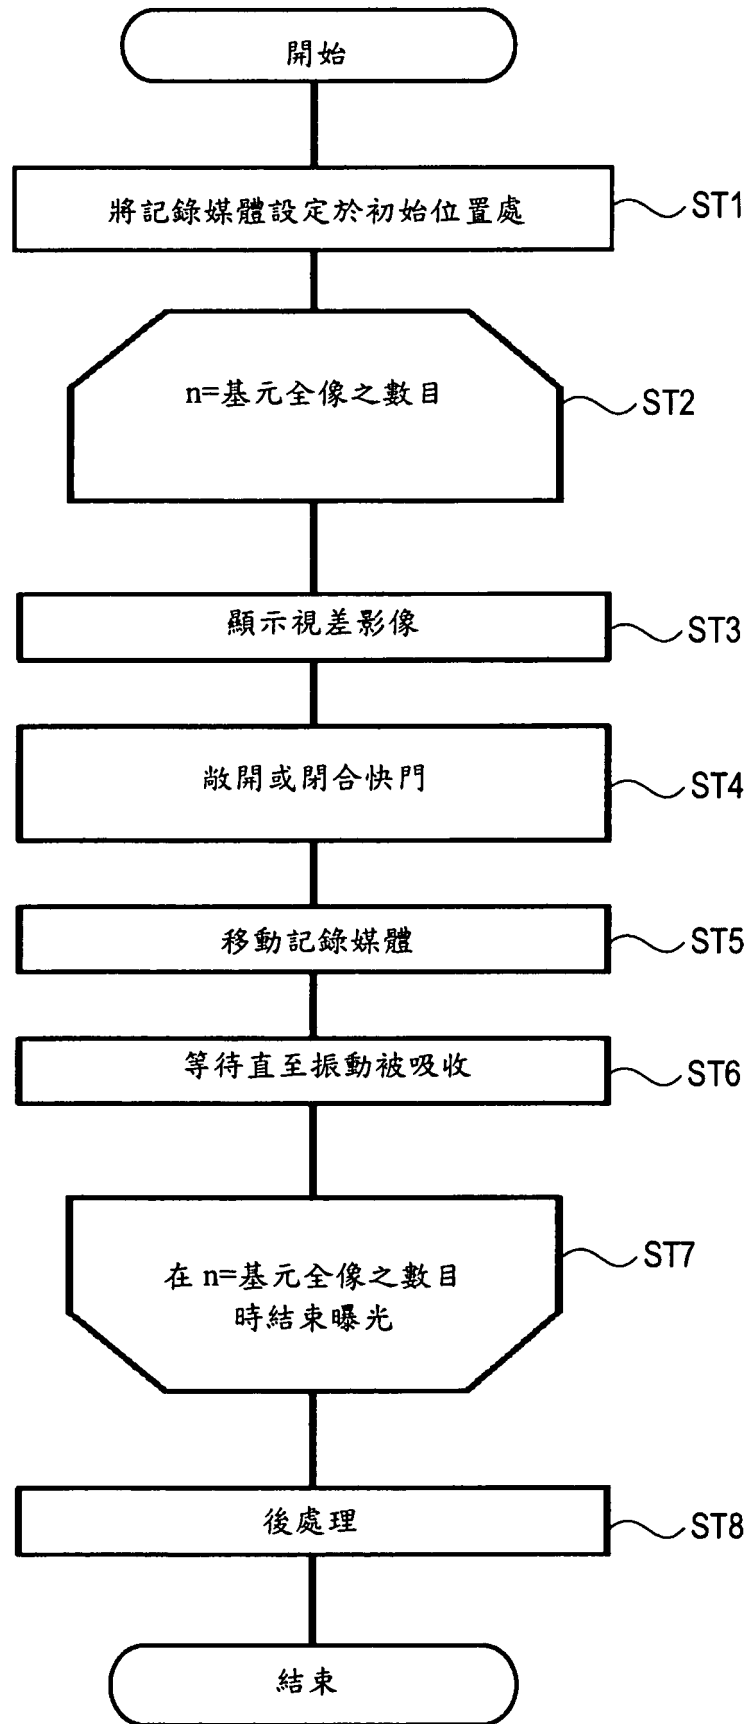 開始
將記錄媒體設定於初始位置處
ST1
n=基元全像之數目
ST2
顯示視差影像
ST3
敞開或閉合快門
ST4
移動記錄媒體
ST5
等待直至振動被吸收
ST6
在 n=基元全像之數目
時結束曝光
ST7
後處理
ST8
結束